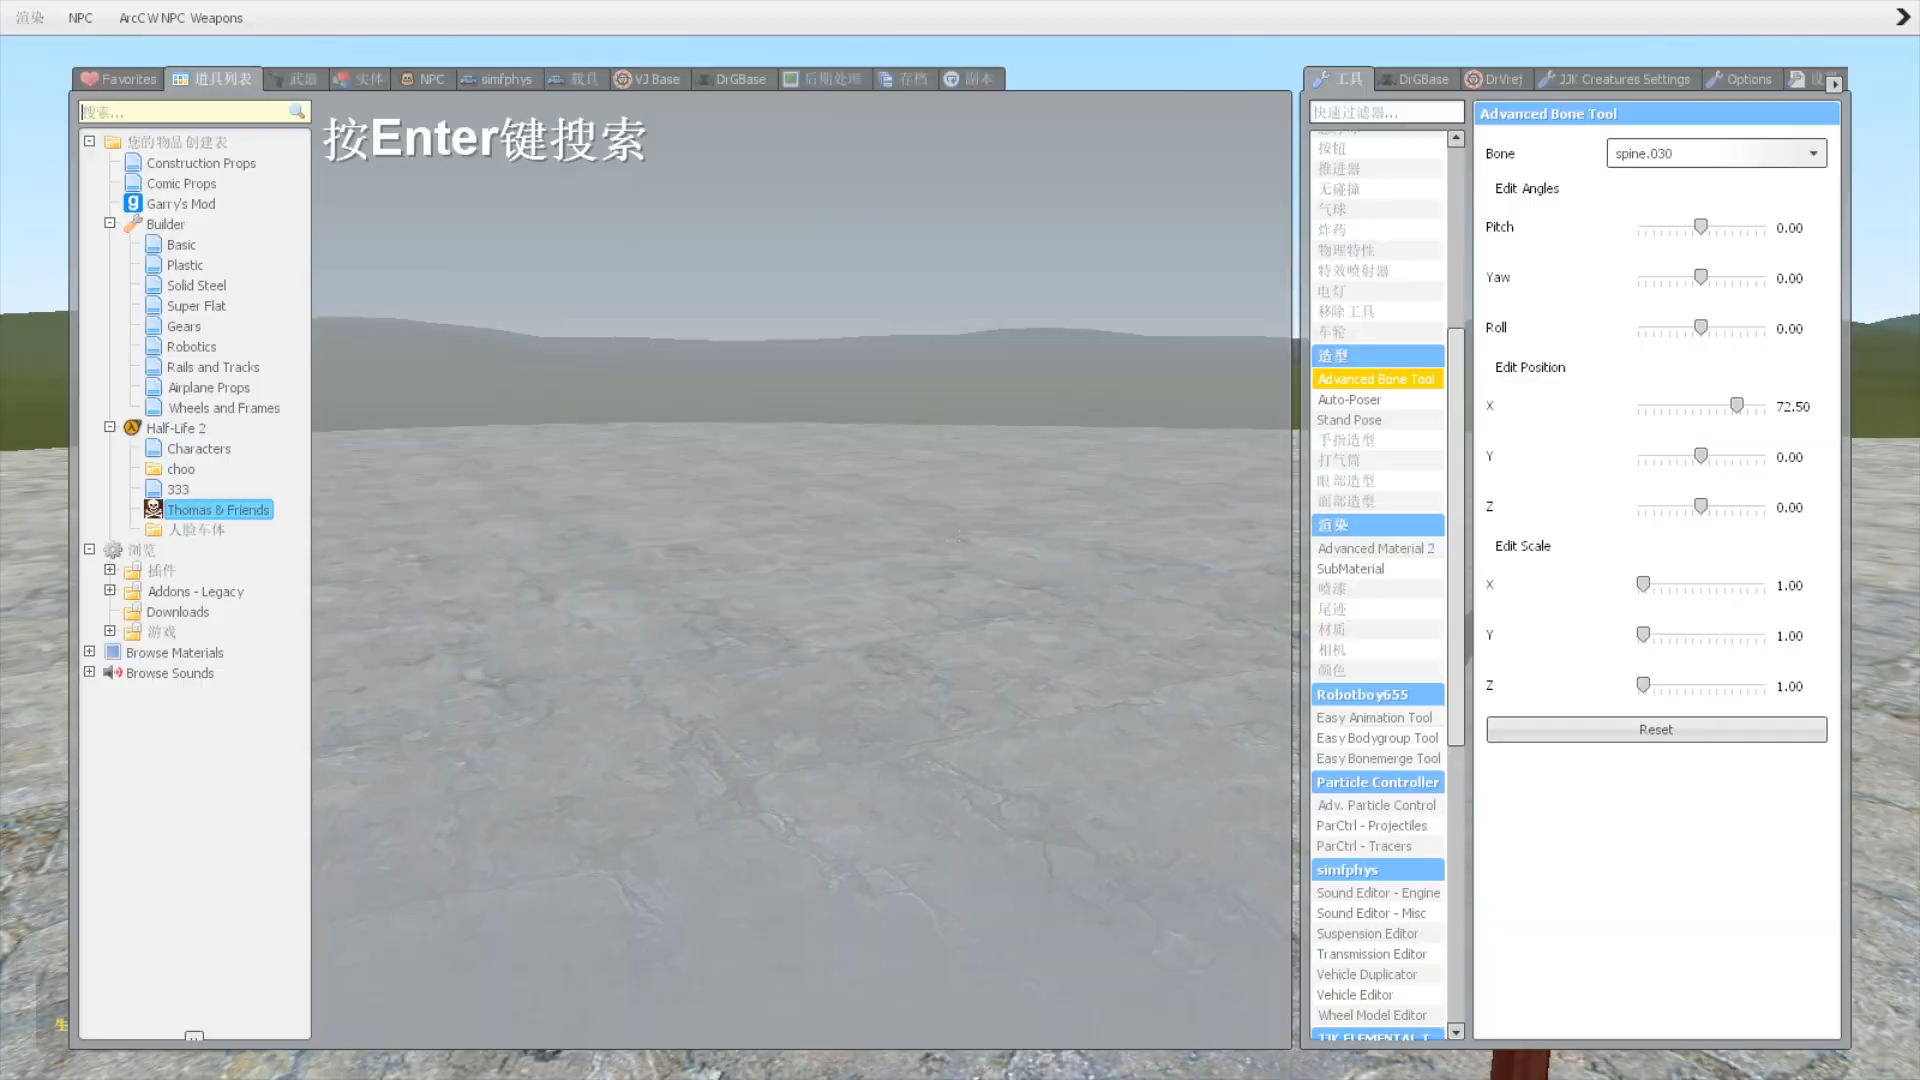 渲染 NPC ArcCW NPC Weapons
Favorites 道具列表 武器 实体 NPC simfphys 载具 VJ Base DrGBase 后期处理 存档 副本
搜索...
您的物品创建表
Construction Props
Comic Props
Garry's Mod
Builder
Basic
Plastic
Solid Steel
Super Flat
Gears
Robotics
Rails and Tracks
Airplane Props
Wheels and Frames
Half-Life 2
Characters
choo
333
Thomas & Friends
人脸车体
浏览
插件
Addons - Legacy
Downloads
游戏
Browse Materials
Browse Sounds
生
按Enter键搜索
工具 DrGBase DrVrej JJK Creatures Settings Options
快速过滤器...
按钮
推进器
无碰撞
气球
炸药
物理特性
特效喷射器
电灯
移除工具
车轮
造型
Advanced Bone Tool
Auto-Poser
Stand Pose
手指造型
打气筒
眼部造型
面部造型
渲染
Advanced Material 2
SubMaterial
喷漆
尾迹
材质
相机
颜色
Robotboy655
Easy Animation Tool
Easy Bodygroup Tool
Easy Bonemerge Tool
Particle Controller
Adv. Particle Control
ParCtrl - Projectiles
ParCtrl - Tracers
simfphys
Sound Editor - Engine
Sound Editor - Misc
Suspension Editor
Transmission Editor
Vehicle Duplicator
Vehicle Editor
Wheel Model Editor
JJK ELEMENTAL T
Advanced Bone Tool
Bone spine.030
Edit Angles
Pitch 0.00
Yaw 0.00
Roll 0.00
Edit Position
X 72.50
Y 0.00
Z 0.00
Edit Scale
X 1.00
Y 1.00
Z 1.00
Reset